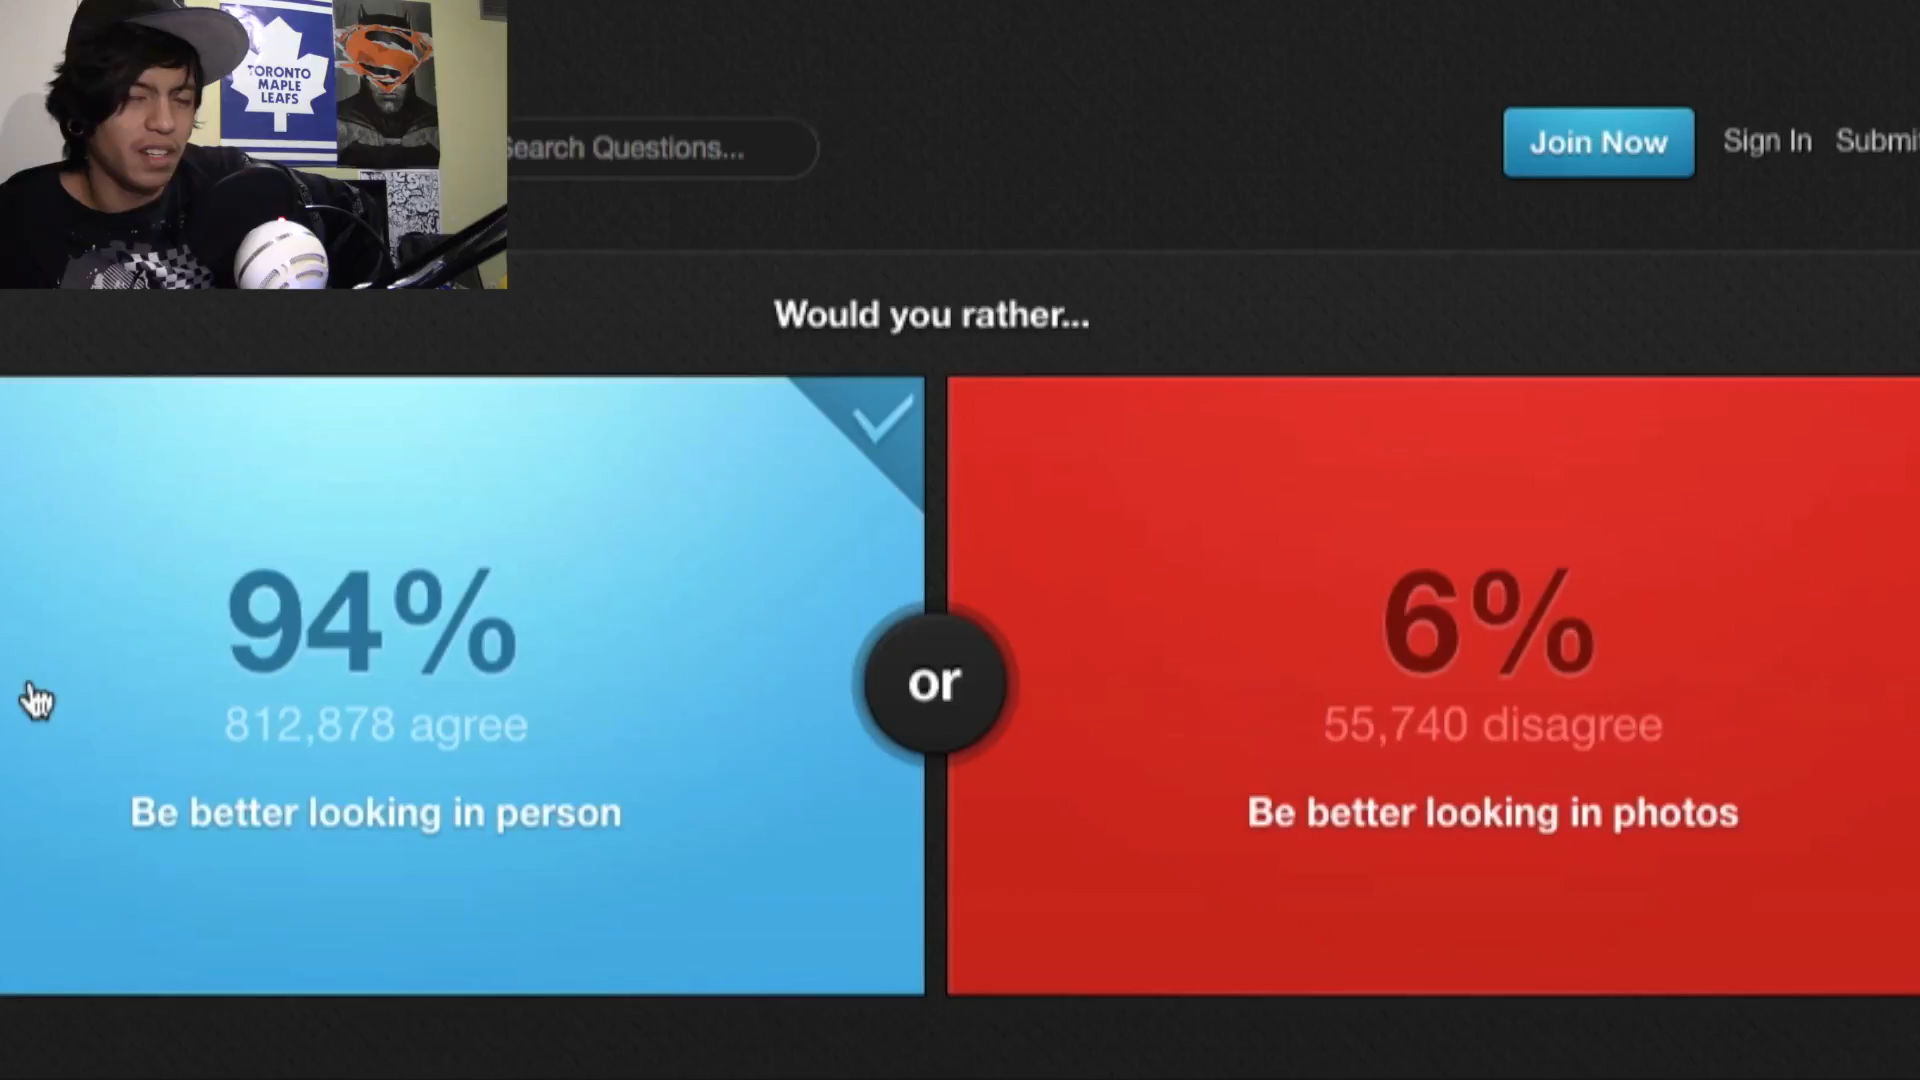 TORONTO
MAPLE
LEAFS
Search Questions...
Join Now
Sign In
Would you rather...
94%
812,878 agree
Be better looking in person
or
6%
55,740 disagree
Be better looking in photos